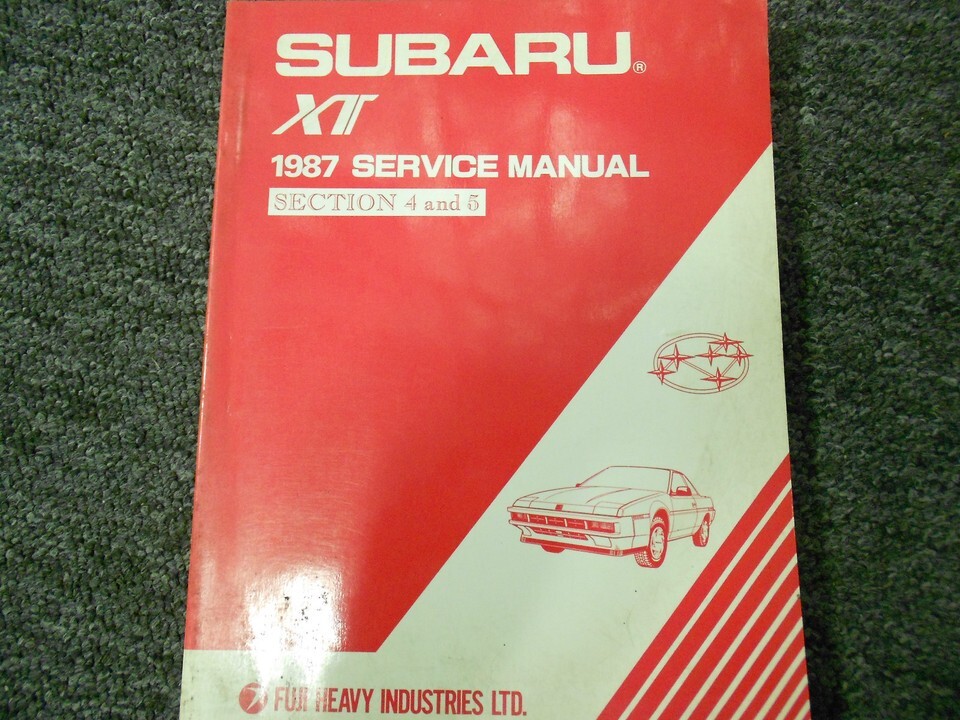 SUBARU®
XT
1987 SERVICE MANUAL
SECTION 4 and 5
FUJI HEAVY INDUSTRIES LTD.